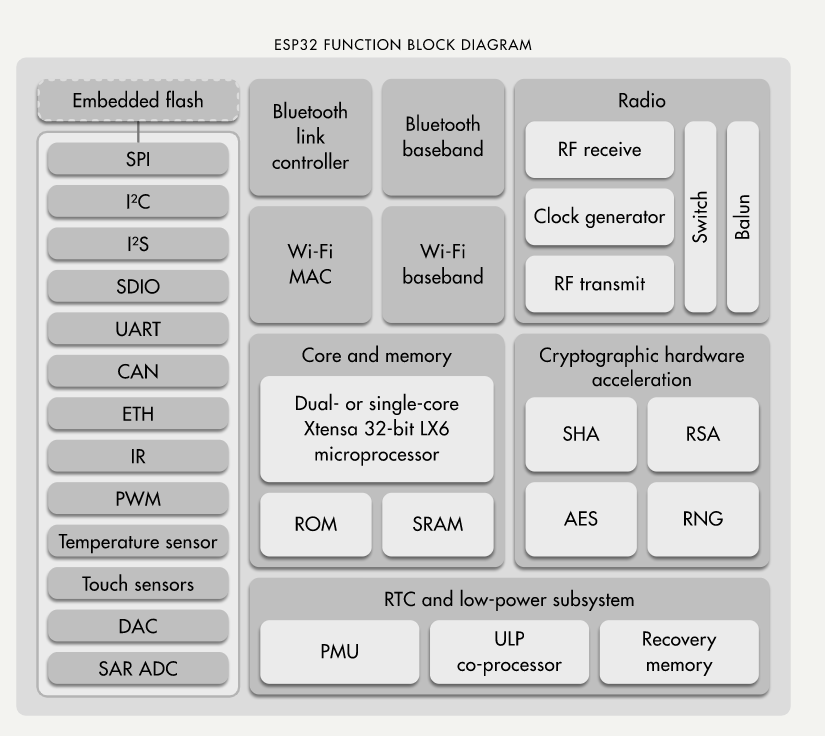 ESP32 FUNCTION BLOCK DIAGRAM
Embedded flash
SPI
I²C
I²S
SDIO
UART
CAN
ETH
IR
PWM
Temperature sensor
Touch sensors
DAC
SAR ADC
Bluetooth
link
controller
Bluetooth
baseband
Wi-Fi
MAC
Wi-Fi
baseband
Radio
RF receive
Clock generator
RF transmit
Switch
Balun
Core and memory
Dual- or single-core
Xtensa 32-bit LX6
microprocessor
ROM
SRAM
Cryptographic hardware
acceleration
SHA
RSA
AES
RNG
RTC and low-power subsystem
PMU
ULP
co-processor
Recovery
memory